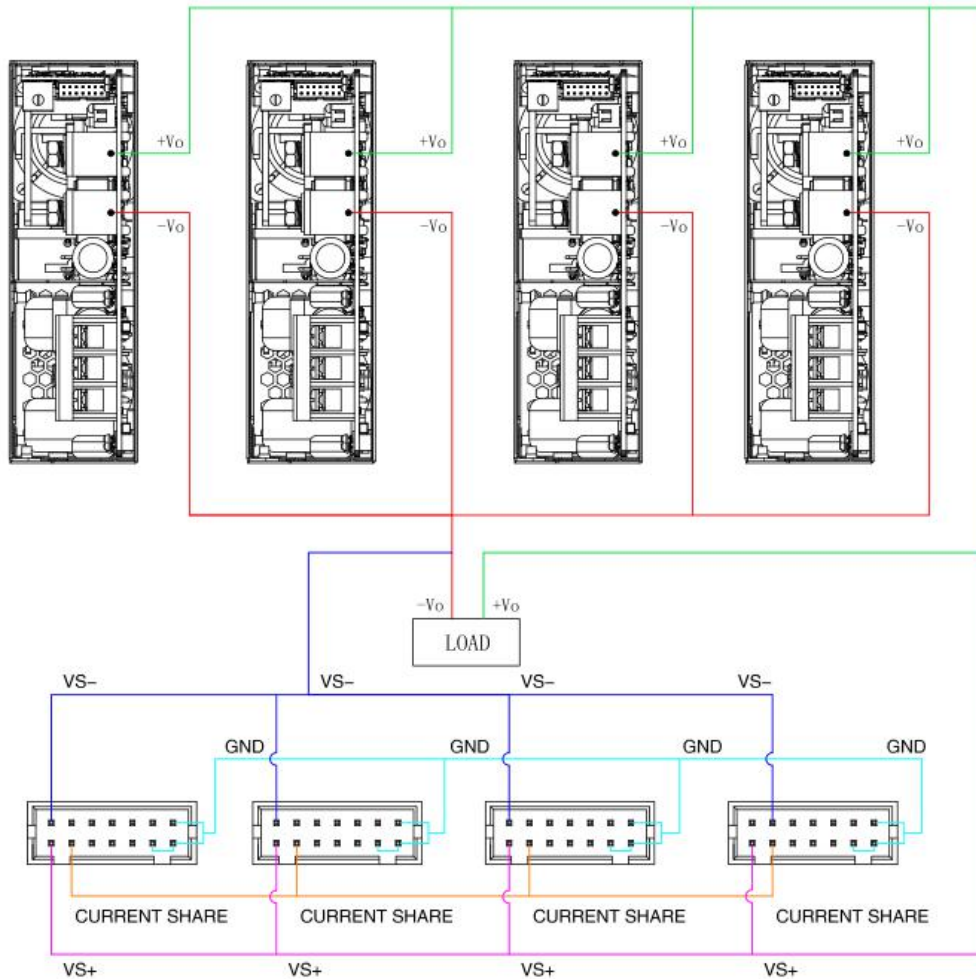 +Vo +Vo +Vo +Vo
−Vo −Vo −Vo −Vo
−Vo +Vo
LOAD
VS− VS− VS− VS−
GND GND GND GND
CURRENT SHARE CURRENT SHARE CURRENT SHARE CURRENT SHARE
VS+ VS+ VS+ VS+